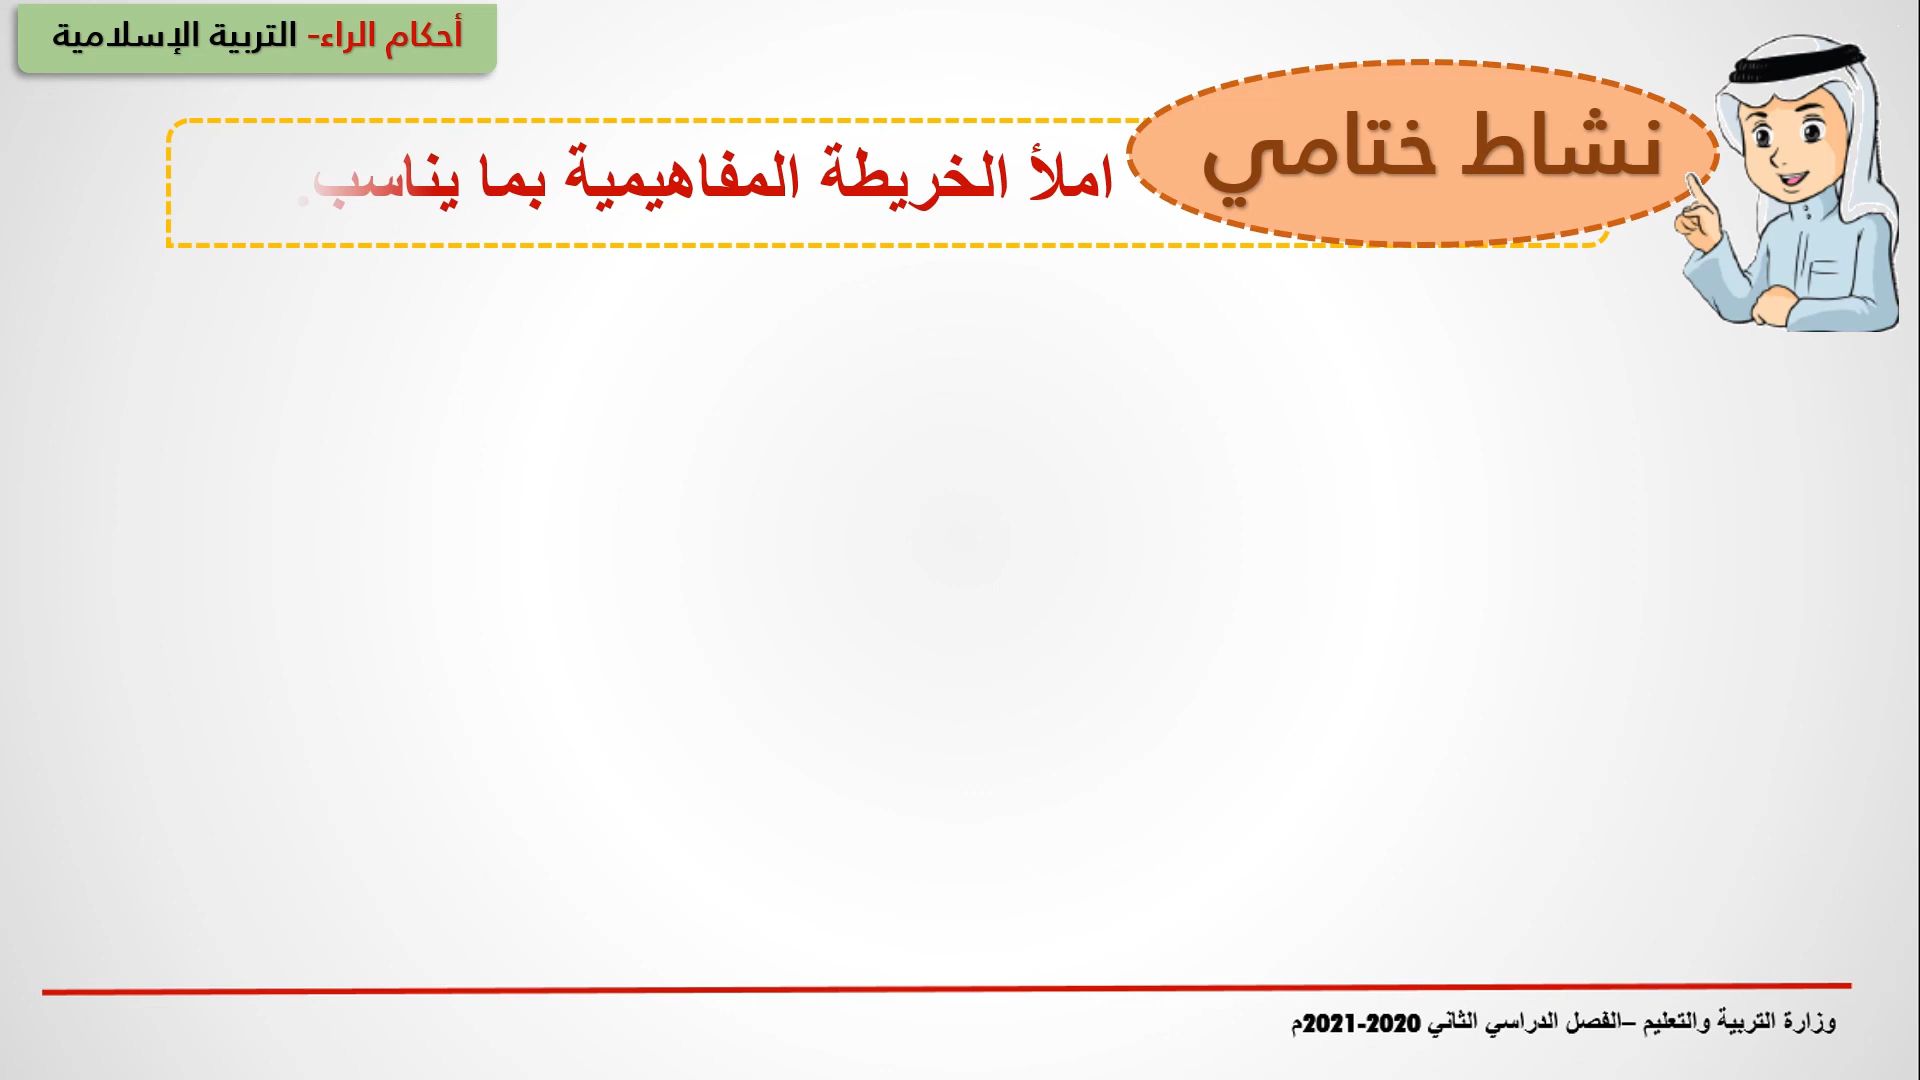 أحكام الراء- التربية الإسلامية
نشاط ختامي
املأ الخريطة المفاهيمية بما يناسب.
وزارة التربية والتعليم –الفصل الدراسي الثاني 2020-2021م